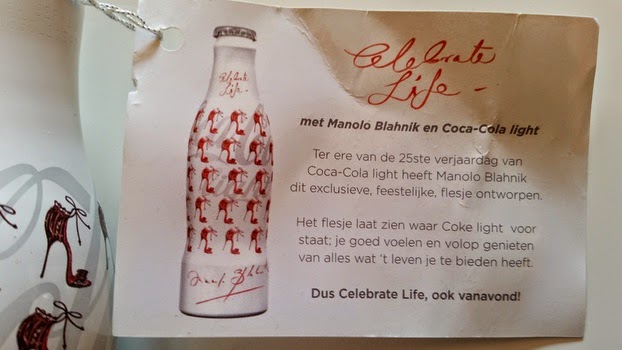 Celebrate
Life
met Manolo Blahnik en Coca-Cola light
Ter ere van de 25ste verjaardag van
Coca-Cola light heeft Manolo Blahnik
dit exclusieve, feestelijke, flesje ontworpen.
Het flesje laat zien waar Coke light voor
staat; je goed voelen en volop genieten
van alles wat 't leven je te bieden heeft.
Dus Celebrate Life, ook vanavond!
Celebrate
Life